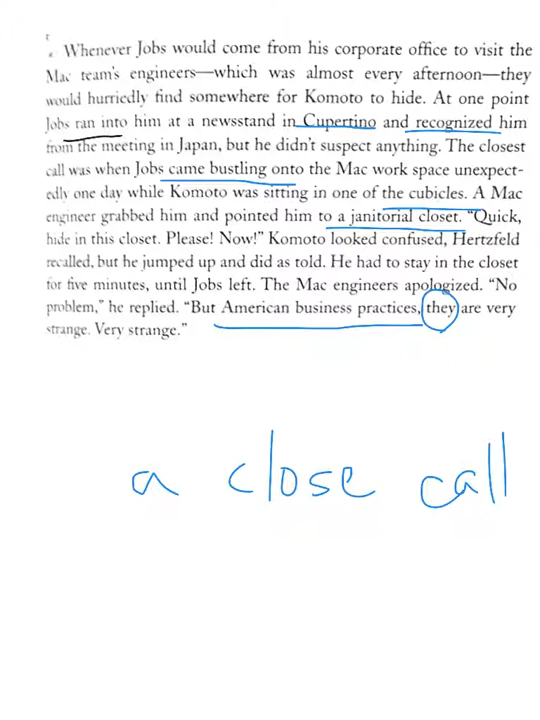 Whenever Jobs would come from his corporate office to visit the
Mac team's engineers—which was almost every afternoon—they
would hurriedly find somewhere for Komoto to hide. At one point
Jobs ran into him at a newsstand in Cupertino and recognized him
from the meeting in Japan, but he didn't suspect anything. The closest
call was when Jobs came bustling onto the Mac work space unexpect-
edly one day while Komoto was sitting in one of the cubicles. A Mac
engineer grabbed him and pointed him to a janitorial closet. "Quick,
hide in this closet. Please! Now!" Komoto looked confused, Hertzfeld
recalled, but he jumped up and did as told. He had to stay in the closet
for five minutes, until Jobs left. The Mac engineers apologized. "No
problem," he replied. "But American business practices, they are very
strange. Very strange."
a close call